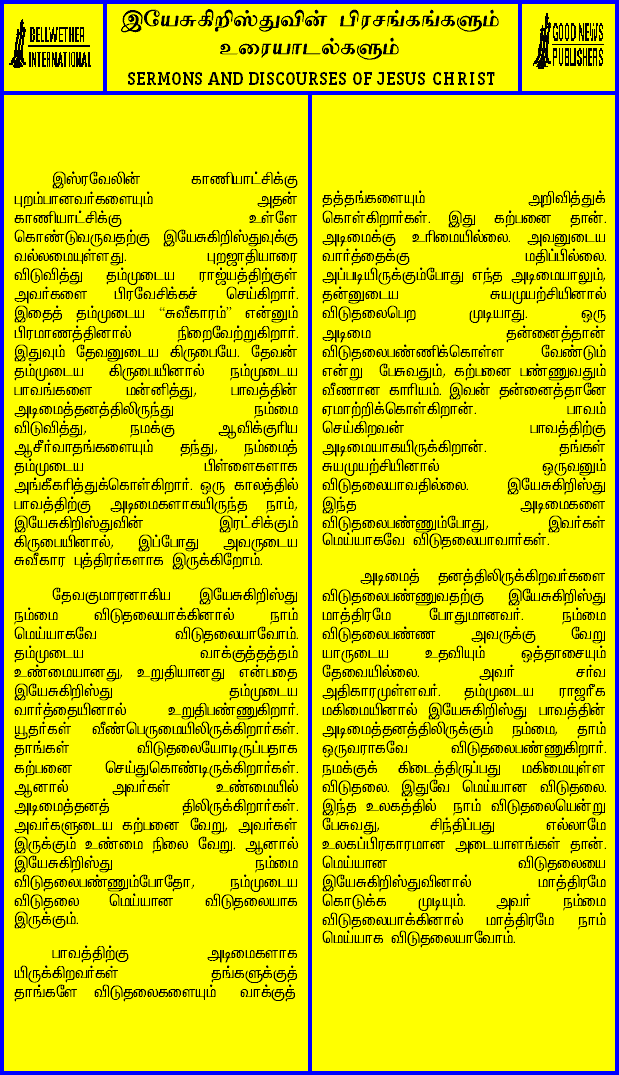 BELLWETHER
INTERNATIONAL
இயேசுகிறிஸ்துவின் பிரசங்கங்களும்
உரையாடல்களும்
SERMONS AND DISCOURSES OF JESUS CHRIST
GOOD NEWS
PUBLISHERS
இஸ்ரவேலின் காணியாட்சிக்கு
புறம்பானவர்களையும் அதன்
காணியாட்சிக்கு உள்ளே
கொண்டுவருவதற்கு இயேசுகிறிஸ்துவுக்கு
வல்லமையுள்ளது. புறஜாதியாரை
விடுவித்து தம்முடைய ராஜ்யத்திற்குள்
அவர்களை பிரவேசிக்கச் செய்கிறார்.
இதைத் தம்முடைய “சுவீகாரம்” என்னும்
பிரமாணத்தினால் நிறைவேற்றுகிறார்.
இதுவும் தேவனுடைய கிருபையே. தேவன்
தம்முடைய கிருபையினால் நம்முடைய
பாவங்களை மன்னித்து, பாவத்தின்
அடிமைத்தனத்திலிருந்து நம்மை
விடுவித்து, நமக்கு ஆவிக்குரிய
ஆசீர்வாதங்களையும் தந்து, நம்மைத்
தம்முடைய பிள்ளைகளாக
அங்கீகரித்துக்கொள்கிறார். ஒரு காலத்தில்
பாவத்திற்கு அடிமைகளாகயிருந்த நாம்,
இயேசுகிறிஸ்துவின் இரட்சிக்கும்
கிருபையினால், இப்போது அவருடைய
சுவீகார புத்திரர்களாக இருக்கிறோம்.
தேவகுமாரனாகிய இயேசுகிறிஸ்து
நம்மை விடுதலையாக்கினால் நாம்
மெய்யாகவே விடுதலையாவோம்.
தம்முடைய வாக்குத்தத்தம்
உண்மையானது, உறுதியானது என்பதை
இயேசுகிறிஸ்து தம்முடைய
வார்த்தையினால் உறுதிபண்ணுகிறார்.
யூதர்கள் வீண்பெருமையிலிருக்கிறார்கள்.
தாங்கள் விடுதலையோடிருப்பதாக
கற்பனை செய்துகொண்டிருக்கிறார்கள்.
ஆனால் அவர்கள் உண்மையில்
அடிமைத்தனத் திலிருக்கிறார்கள்.
அவர்களுடைய கற்பனை வேறு, அவர்கள்
இருக்கும் உண்மை நிலை வேறு. ஆனால்
இயேசுகிறிஸ்து நம்மை
விடுதலைபண்ணும்போதோ, நம்முடைய
விடுதலை மெய்யான விடுதலையாக
இருக்கும்.
பாவத்திற்கு அடிமைகளாக
யிருக்கிறவர்கள் தங்களுக்குத்
தாங்களே விடுதலைகளையும் வாக்குத்
தத்தங்களையும் அறிவித்துக்
கொள்கிறார்கள். இது கற்பனை தான்.
அடிமைக்கு உரிமையில்லை. அவனுடைய
வார்த்தைக்கு மதிப்பில்லை.
அப்படியிருக்கும்போது எந்த அடிமையாலும்,
தன்னுடைய சுயமுயற்சியினால்
விடுதலைபெற முடியாது. ஒரு
அடிமை தன்னைத்தான்
விடுதலைபண்ணிக்கொள்ள வேண்டும்
என்று பேசுவதும், கற்பனை பண்ணுவதும்
வீணான காரியம். இவன் தன்னைத்தானே
ஏமாற்றிக்கொள்கிறான். பாவம்
செய்கிறவன் பாவத்திற்கு
அடிமையாகயிருக்கிறான். தங்கள்
சுயமுயற்சியினால் ஒருவனும்
விடுதலையாவதில்லை. இயேசுகிறிஸ்து
இந்த அடிமைகளை
விடுதலைபண்ணும்போது, இவர்கள்
மெய்யாகவே விடுதலையாவார்கள்.
அடிமைத் தனத்திலிருக்கிறவர்களை
விடுதலைபண்ணுவதற்கு இயேசுகிறிஸ்து
மாத்திரமே போதுமானவர். நம்மை
விடுதலைபண்ண அவருக்கு வேறு
யாருடைய உதவியும் ஒத்தாசையும்
தேவையில்லை. அவர் சர்வ
அதிகாரமுள்ளவர். தம்முடைய ராஜரீக
மகிமையினால் இயேசுகிறிஸ்து பாவத்தின்
அடிமைத்தனத்திலிருக்கும் நம்மை, தாம்
ஒருவராகவே விடுதலைபண்ணுகிறார்.
நமக்குக் கிடைத்திருப்பது மகிமையுள்ள
விடுதலை. இதுவே மெய்யான விடுதலை.
இந்த உலகத்தில் நாம் விடுதலையென்று
பேசுவது, சிந்திப்பது எல்லாமே
உலகப்பிரகாரமான அடையாளங்கள் தான்.
மெய்யான விடுதலையை
இயேசுகிறிஸ்துவினால் மாத்திரமே
கொடுக்க முடியும். அவர் நம்மை
விடுதலையாக்கினால் மாத்திரமே நாம்
மெய்யாக விடுதலையாவோம்.